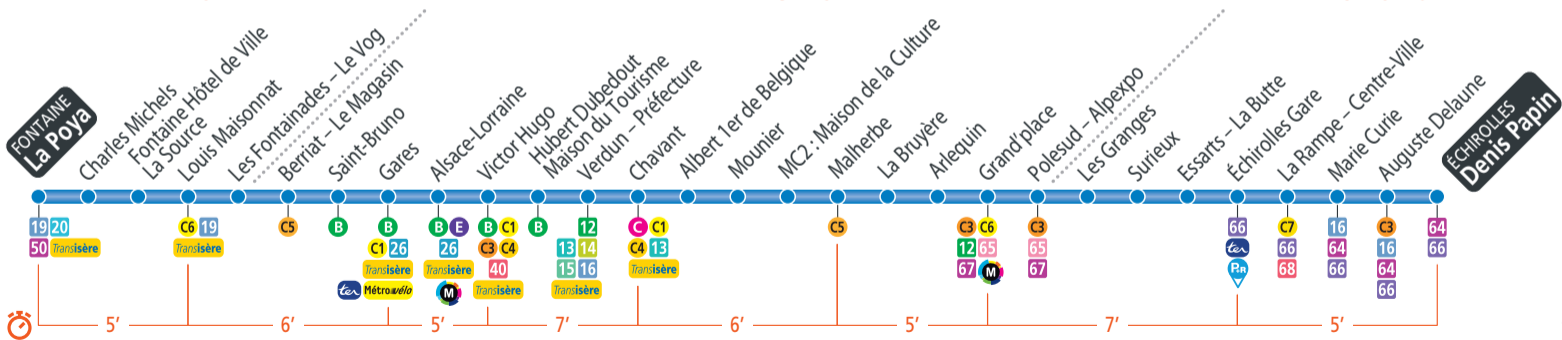 FONTAINE
La Poya
Charles Michels
Fontaine Hôtel de Ville
La Source
Louis Maisonnat
Les Fontainades – Le Vog
Berriat – Le Magasin
Saint-Bruno
Gares
Alsace-Lorraine
Victor Hugo
Hubert Dubedout
Maison du Tourisme
Verdun – Préfecture
Chavant
Albert 1er de Belgique
Mounier
MC2 : Maison de la Culture
Malherbe
La Bruyère
Arlequin
Grand'place
Polesud – Alpexpo
Les Granges
Surieux
Essarts – La Butte
Échirolles Gare
La Rampe – Centre-Ville
Marie Curie
Auguste Delaune
ÉCHIROLLES
Denis Papin
19 20
50 Transisère
C6 19
Transisère
C5
B
B
C1 26
Transisère
ter Métrovélo
B E
26
Transisère
M
B C1
C3 C4
40
Transisère
B
12
13 14
15 16
Transisère
C C1
C4 13
Transisère
C5
C3 C6
12 65
67 M
C3
65
67
66
ter
P+R
C7
66
68
16
64
66
C3
16
64
66
64
66
5’ 6’ 5’ 7’ 6’ 5’ 7’ 5’